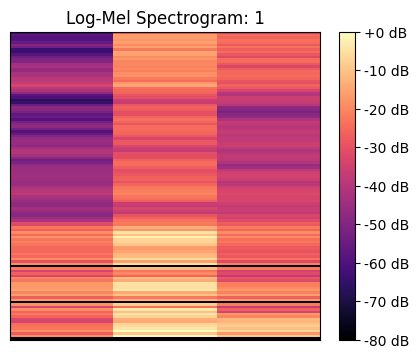 Log-Mel Spectrogram: 1
+0 dB
-10 dB
-20 dB
-30 dB
-40 dB
-50 dB
-60 dB
-70 dB
-80 dB